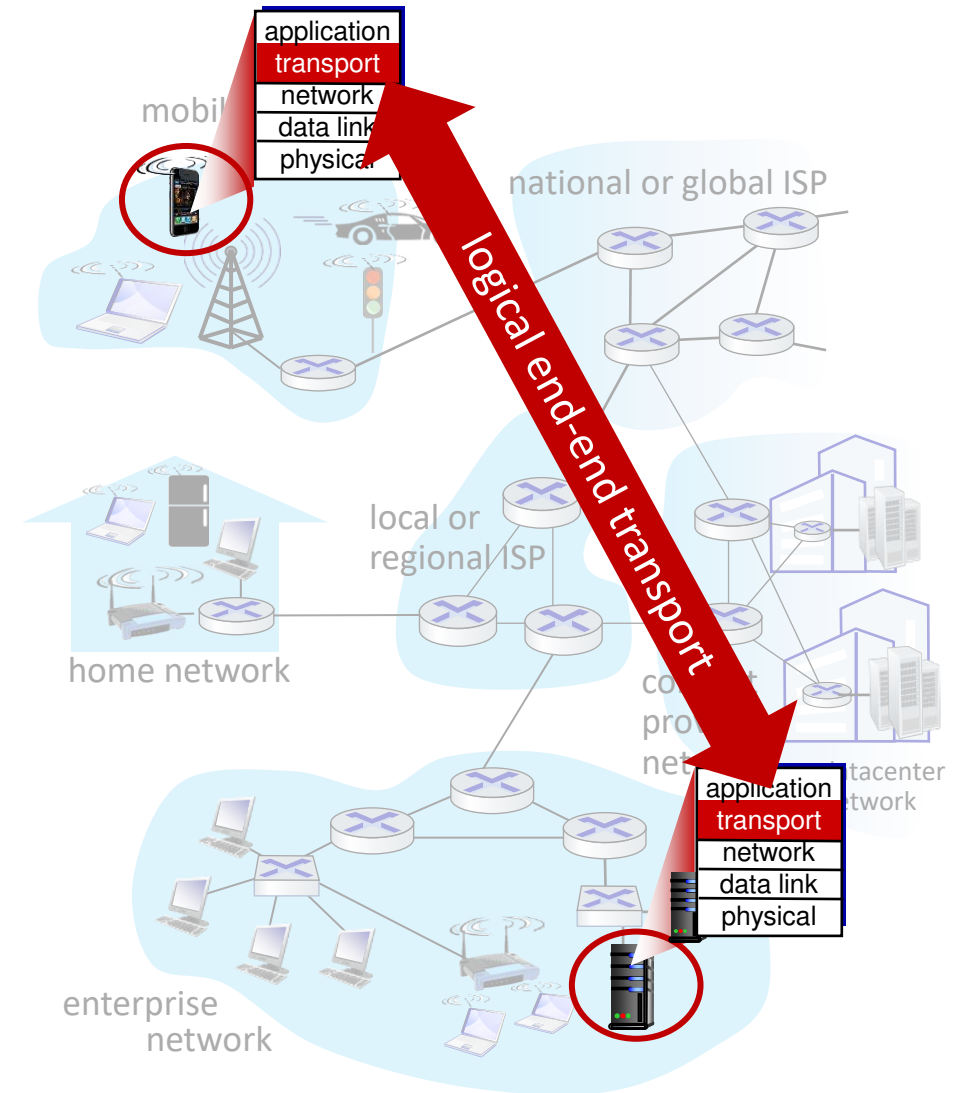 application
transport
network
data link
physical
national or global ISP
logical end-end transport
local or
regional ISP
home network
application
transport
network
data link
physical
network
enterprise
network